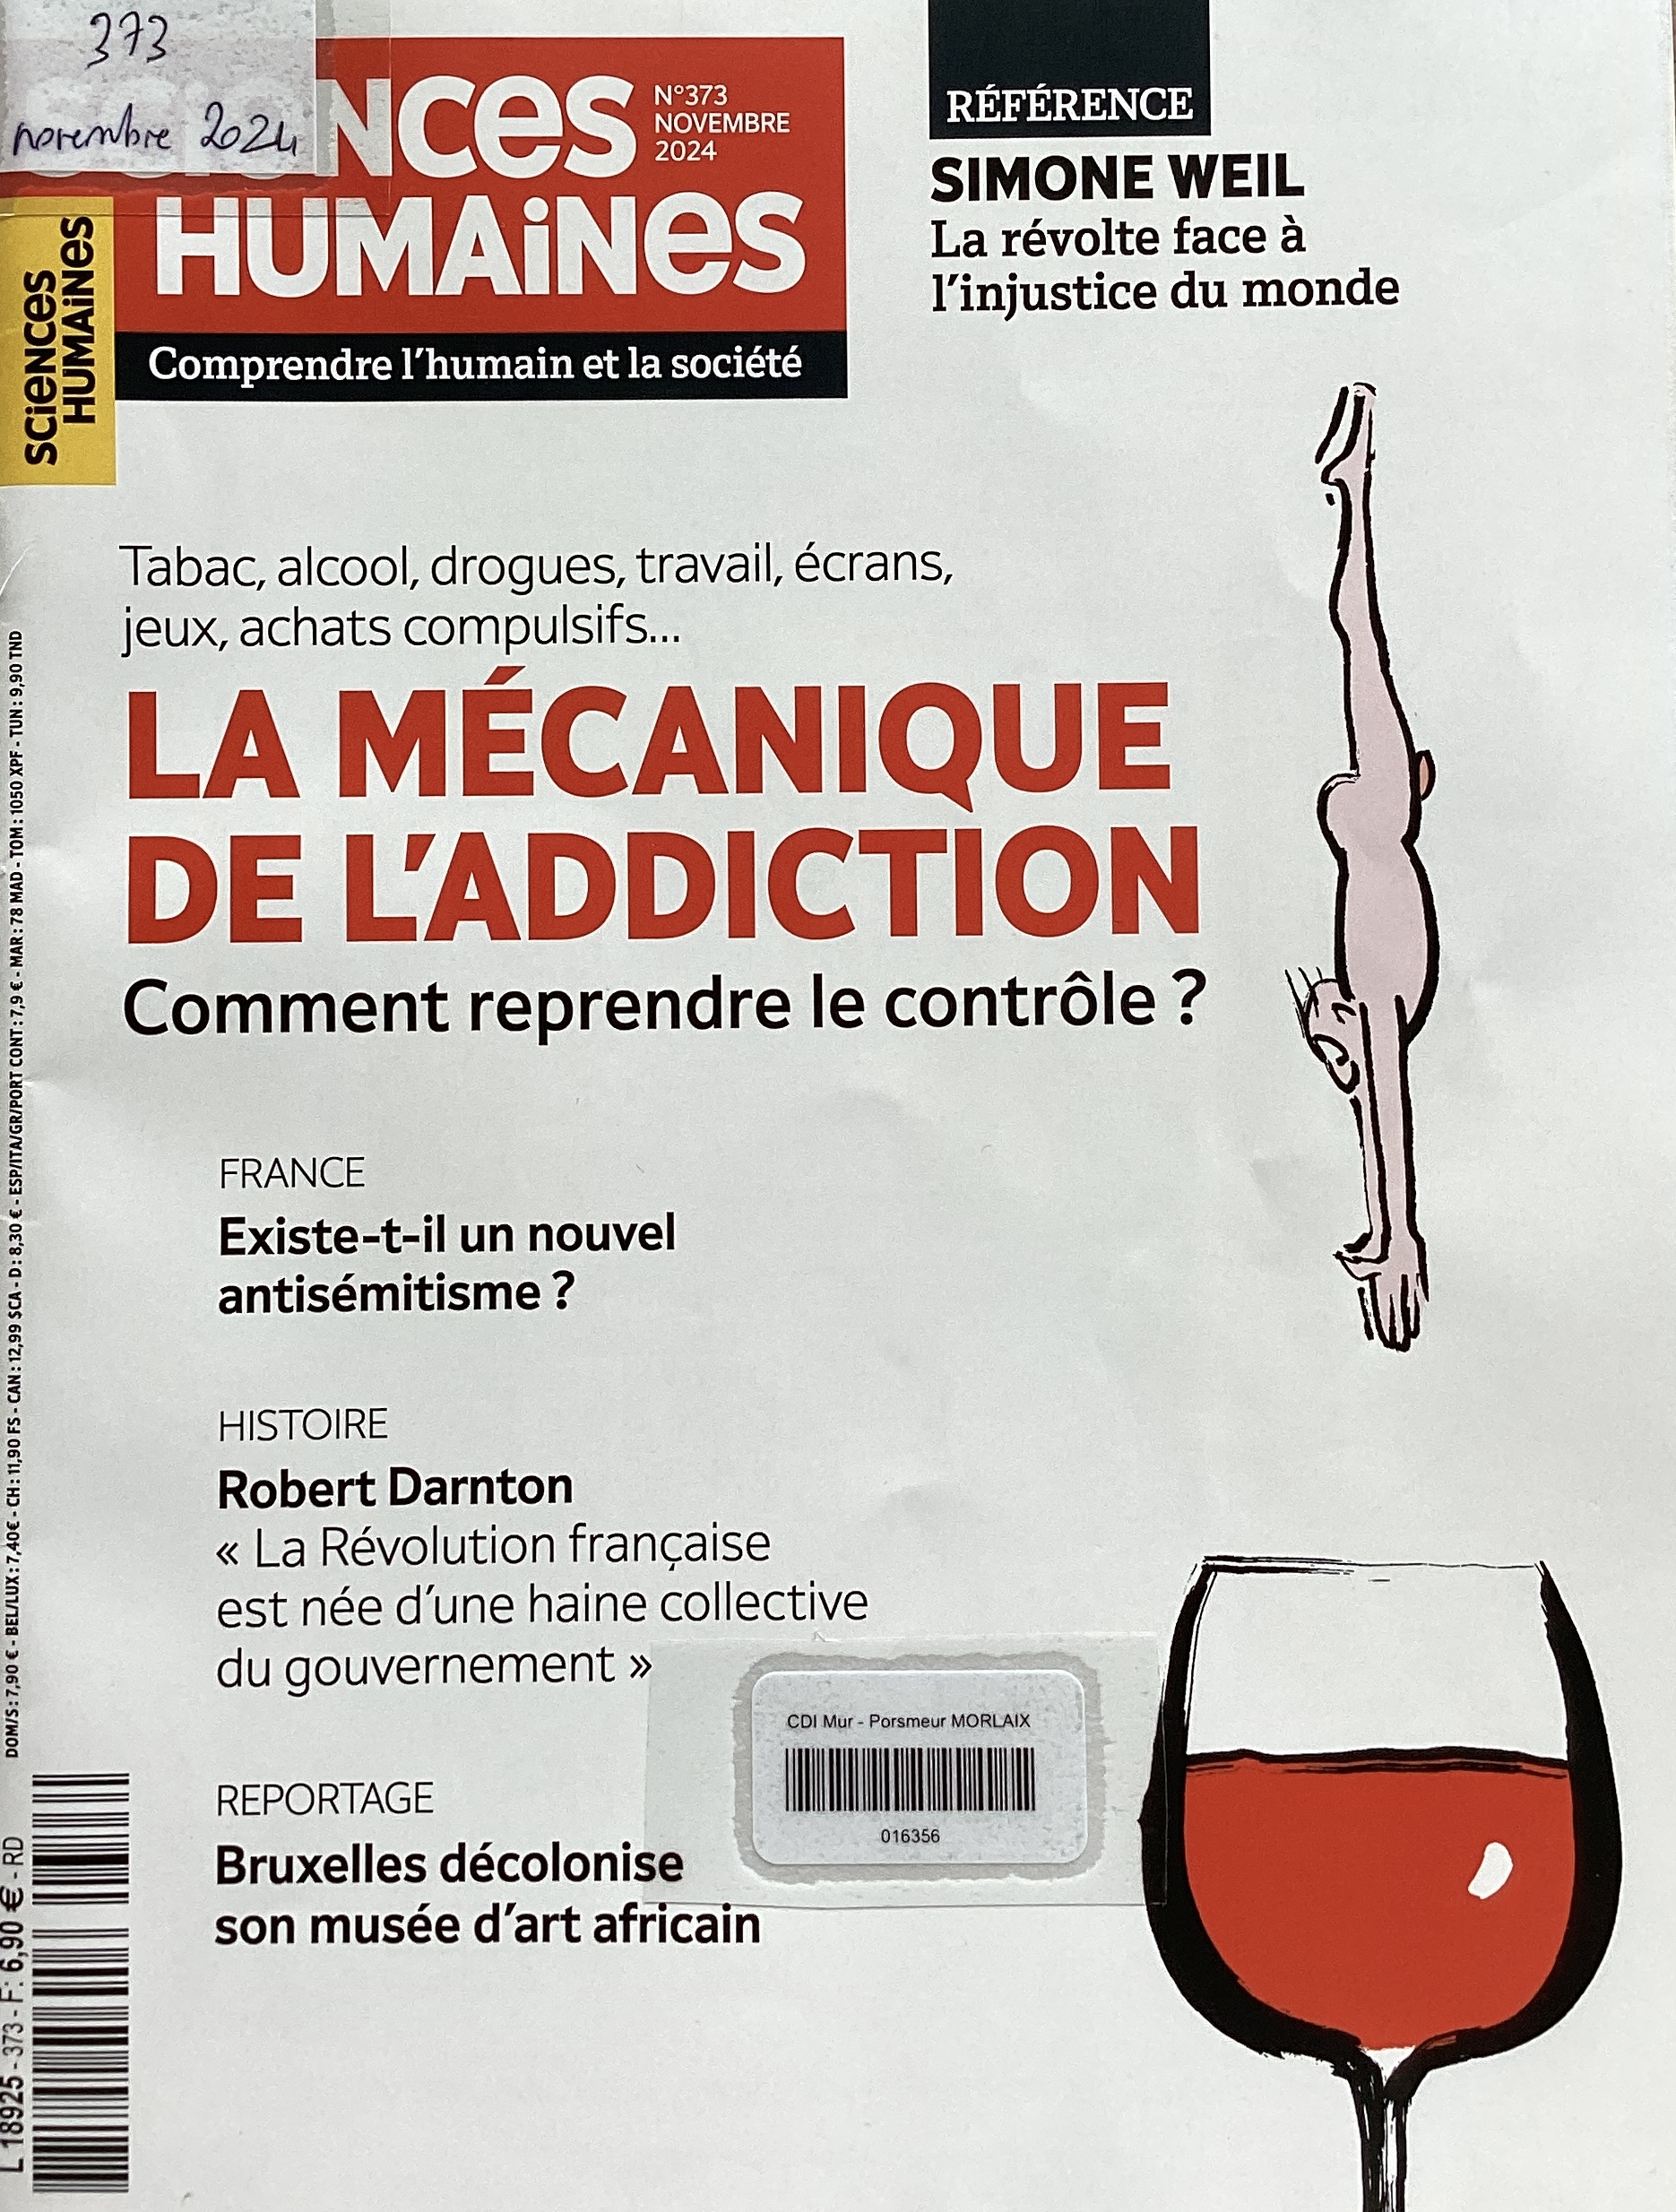 373
novembre 2024
SCIENCES
HUMAINES
N°373
NOVEMBRE
2024
Comprendre l'humain et la société
RÉFÉRENCE
SIMONE WEIL
La révolte face à
l'injustice du monde
SCIENCES
HUMAINES
Tabac, alcool, drogues, travail, écrans,
jeux, achats compulsifs...
LA MÉCANIQUE
DE L'ADDICTION
Comment reprendre le contrôle ?
FRANCE
Existe-t-il un nouvel
antisémitisme ?
HISTOIRE
Robert Darnton
« La Révolution française
est née d'une haine collective
du gouvernement »
REPORTAGE
Bruxelles décolonise
son musée d'art africain
CDI Mur - Porsmeur MORLAIX
016356
DOM/S : 7,90 € - BEL/LUX : 7,40€ - CH : 11,90 FS - CAN : 12,99 $CA - D : 8,30 € - ESP/ITA/GR/PORT CONT : 7,9 € - MAR : 78 MAD - TOM : 1050 XPF - TUN : 9,90 TND
L 18925 - 373 - F: 6,90 € - RD